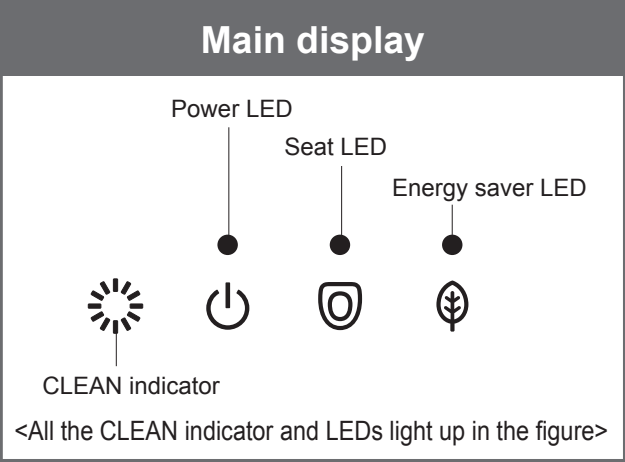 Main display
Power LED
Seat LED
Energy saver LED
CLEAN indicator
<All the CLEAN indicator and LEDs light up in the figure>